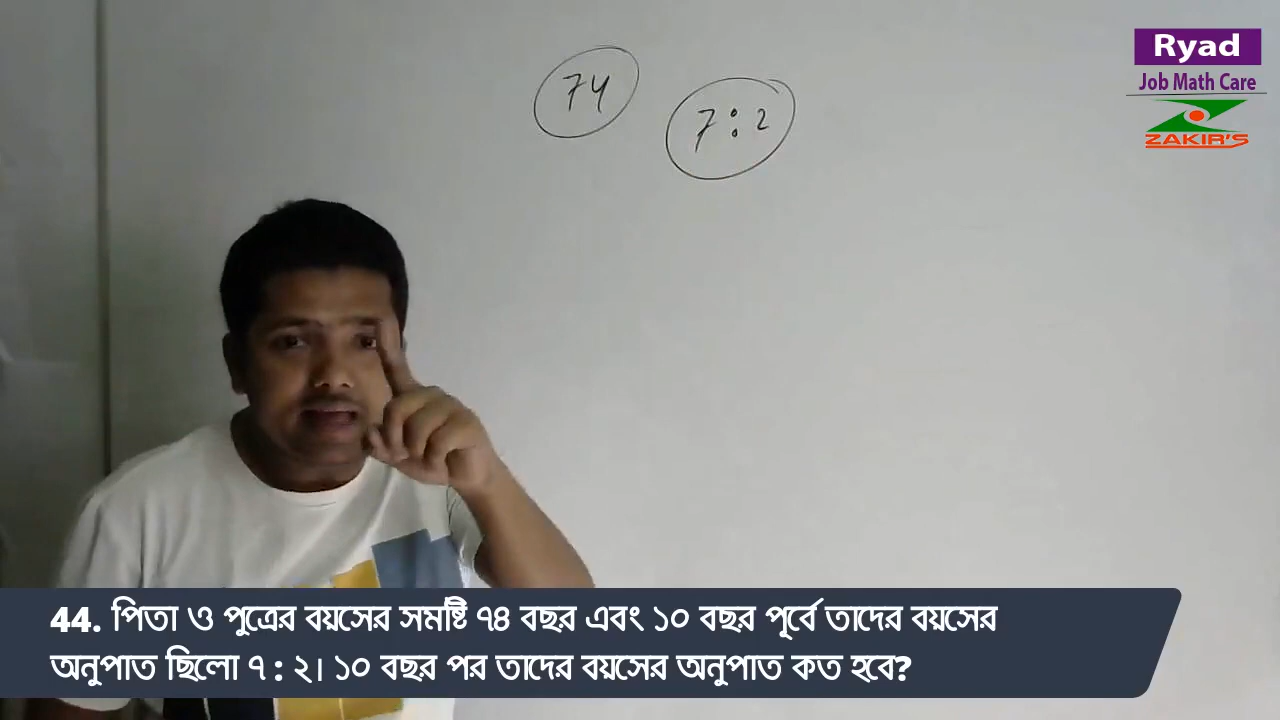 74
7:2
Ryad
Job Math Care
ZAKIR'S
44. পিতা ও পুত্রের বয়সের সমষ্টি ৭৪ বছর এবং ১০ বছর পূর্বে তাদের বয়সের
অনুপাত ছিলো ৭ : ২। ১০ বছর পর তাদের বয়সের অনুপাত কত হবে?